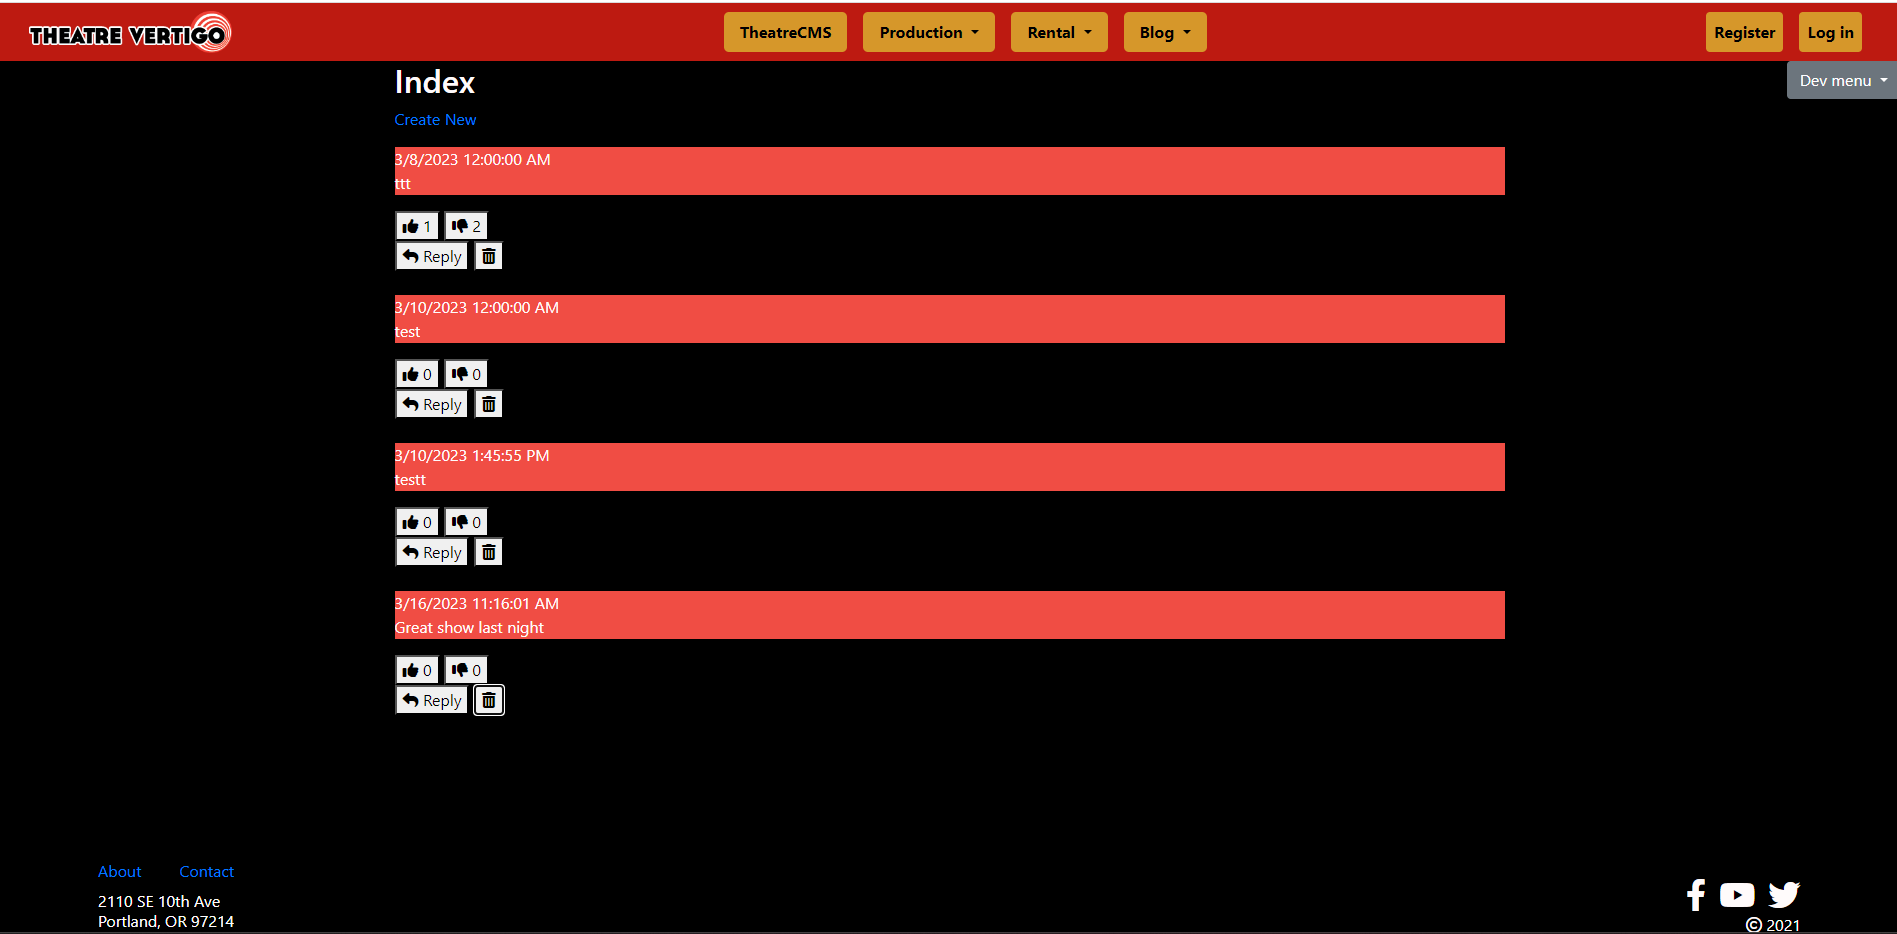 THEATRE VERTIGO
TheatreCMS Production Rental Blog Register Log in
Dev menu
Index
Create New
3/8/2023 12:00:00 AM
ttt
1 2
Reply
3/10/2023 12:00:00 AM
test
0 0
Reply
3/10/2023 1:45:55 PM
testt
0 0
Reply
3/16/2023 11:16:01 AM
Great show last night
0 0
Reply
About Contact
2110 SE 10th Ave
Portland, OR 97214
© 2021